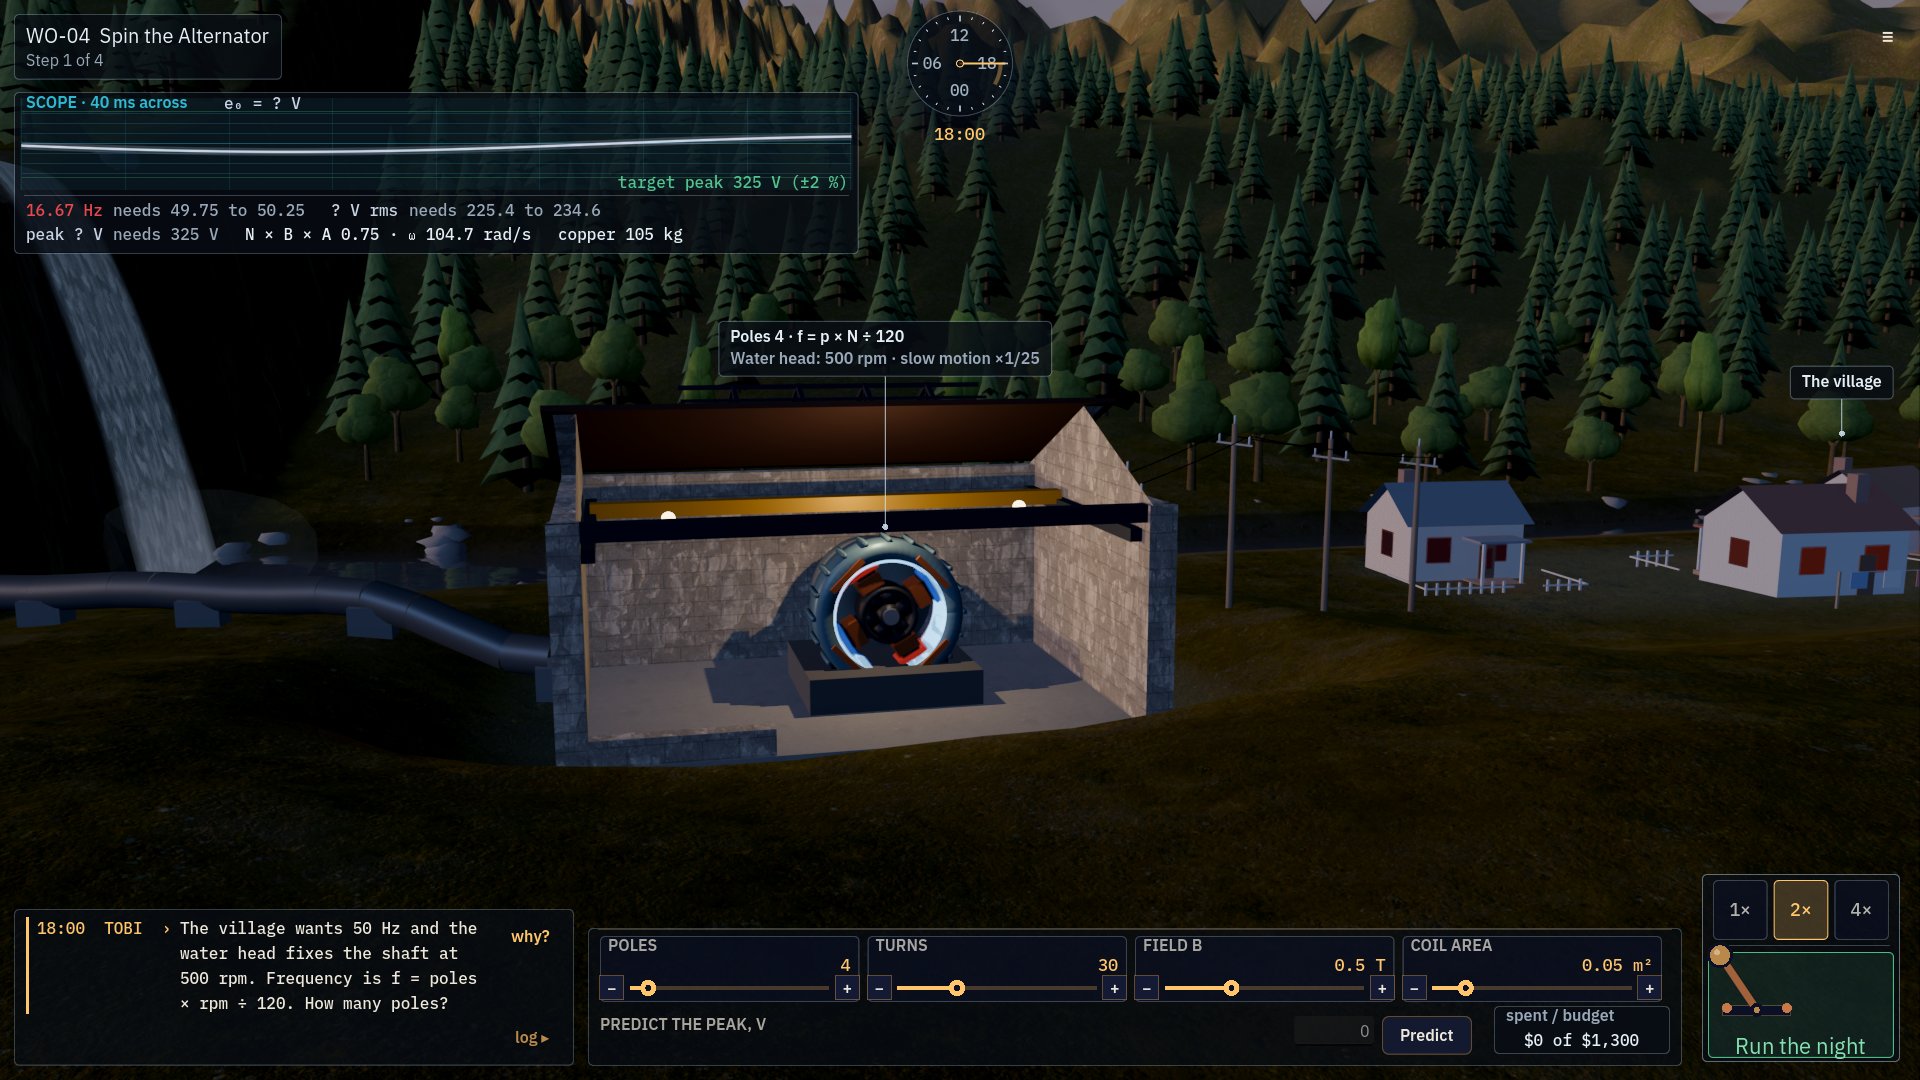 WO-04 Spin the Alternator
Step 1 of 4
SCOPE · 40 ms across e₀ = ? V
target peak 325 V (±2 %)
16.67 Hz needs 49.75 to 50.25 ? V rms needs 225.4 to 234.6
peak ? V needs 325 V N × B × A 0.75 · ω 104.7 rad/s copper 105 kg
12
06 18
00
18:00
≡
Poles 4 · f = p × N ÷ 120
Water head: 500 rpm · slow motion ×1/25
The village
18:00 TOBI › The village wants 50 Hz and the
water head fixes the shaft at
500 rpm. Frequency is f = poles
× rpm ÷ 120. How many poles?
why?
log ▸
POLES
4
− +
TURNS
30
− +
FIELD B
0.5 T
− +
COIL AREA
0.05 m²
− +
PREDICT THE PEAK, V
0
Predict
spent / budget
$0 of $1,300
1× 2× 4×
Run the night